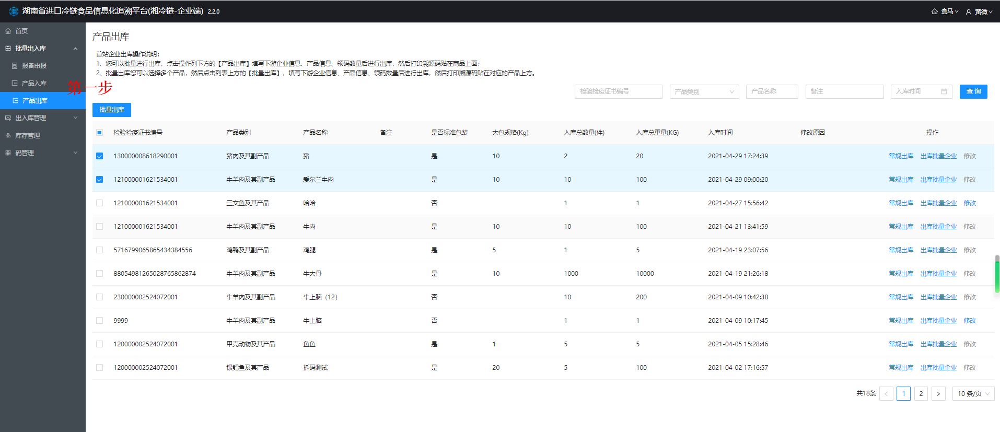 湖南省进口冷链食品信息化追溯平台(湘冷链-企业端) 2.2.0
盒马 黄微
首页
批量出入库
报备申报
产品入库
产品出库
出入库管理
库存管理
码管理
第一步
产品出库
首站企业出库操作说明：
1、您可以批量进行出库，点击操作列下方的【产品出库】填写下游企业信息、产品信息、领码数量后进行出库，然后打印溯源码贴在商品上面；
2、批量出库您可以选择多个产品，然后点击列表上方的【批量出库】，填写下游企业信息、产品信息、领码数量后进行出库，然后打印溯源码贴在对应的产品上方。
检验检疫证书编号 产品类别 产品名称 备注 入库时间 查 询
批量出库
检验检疫证书编号 产品类别 产品名称 备注 是否标准包装 大包规格(Kg) 入库总数量(件) 入库总重量(KG) 入库时间 修改原因 操作
130000008618290001 猪肉及其副产品 猪 是 10 2 20 2021-04-29 17:24:39 常规出库 出库批量企业 修改
121000001621534001 牛羊肉及其副产品 爱尔兰牛肉 是 10 10 100 2021-04-29 09:00:20 常规出库 出库批量企业 修改
121000001621534001 三文鱼及其产品 哈哈 否 1 1 2021-04-27 15:56:42 常规出库 出库批量企业 修改
121000001621534001 牛羊肉及其副产品 牛肉 是 10 10 100 2021-04-21 13:41:59 常规出库 出库批量企业 修改
5716799065865434384556 鸡鸭及其副产品 鸡腿 是 5 1 5 2021-04-19 23:07:56 常规出库 出库批量企业 修改
88054981265028765862874 牛羊肉及其副产品 牛大骨 是 10 1000 10000 2021-04-19 21:26:18 常规出库 出库批量企业 修改
230000002524072001 牛羊肉及其副产品 牛上脑（12） 否 10 200 2021-04-09 10:42:38 常规出库 出库批量企业 修改
9999 牛羊肉及其副产品 牛上脑 否 1 1 2021-04-09 10:17:45 常规出库 出库批量企业 修改
120000002524072001 甲壳动物及其产品 鱼鱼 是 1 5 5 2021-04-05 15:28:46 常规出库 出库批量企业 修改
120000002524072001 银鳕鱼及其产品 拆码测试 是 20 5 100 2021-04-02 17:16:57 常规出库 出库批量企业 修改
共18条 < 1 2 > 10 条/页